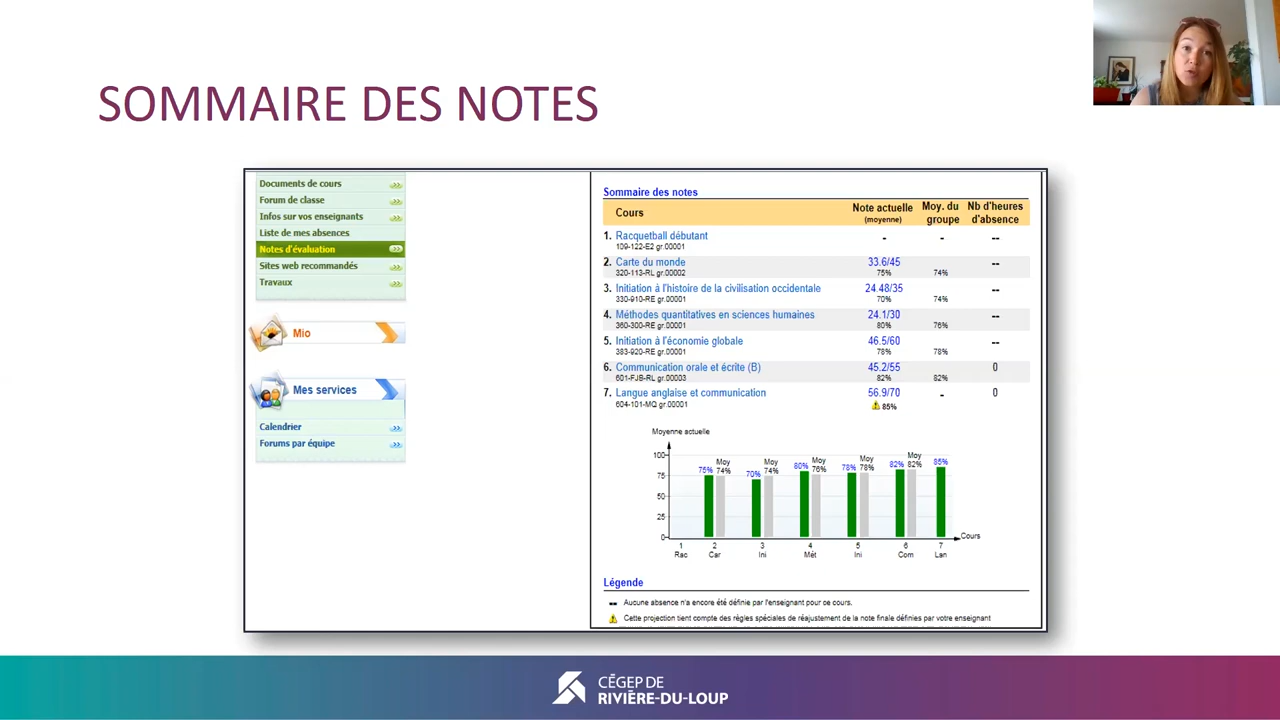 SOMMAIRE DES NOTES
Documents de cours
Forum de classe
Infos sur vos enseignants
Liste de mes absences
Notes d'évaluation
Sites web recommandés
Travaux
Mio
Mes services
Calendrier
Forums par équipe
Sommaire des notes
Cours Note actuelle (moyenne) Moy. du groupe Nb d'heures d'absence
1. Racquetball débutant - - --
109-122-E2 gr.00001
2. Carte du monde 33.6/45 --
320-113-RL gr.00002 75% 74%
3. Initiation à l'histoire de la civilisation occidentale 24.48/35 --
330-910-RE gr.00001 70% 74%
4. Méthodes quantitatives en sciences humaines 24.1/30 --
360-300-RE gr.00001 80% 76%
5. Initiation à l'économie globale 46.5/60 --
383-920-RE gr.00001 78% 78%
6. Communication orale et écrite (B) 45.2/55 0
601-FJB-RL gr.00003 82% 82%
7. Langue anglaise et communication 56.9/70 - 0
604-101-MQ gr.00001 85%
Moyenne actuelle
100
75
50
25
0
75% Moy 74%
70% Moy 74%
80% Moy 76%
78% Moy 78%
82% Moy 82%
85%
Cours
1 2 3 4 5 6 7
Rac Car Ini Mét Ini Com Lan
Légende
-- Aucune absence n'a encore été définie par l'enseignant pour ce cours.
Cette projection tient compte des règles spéciales de réajustement de la note finale définies par votre enseignant
CÉGEP DE
RIVIÈRE-DU-LOUP